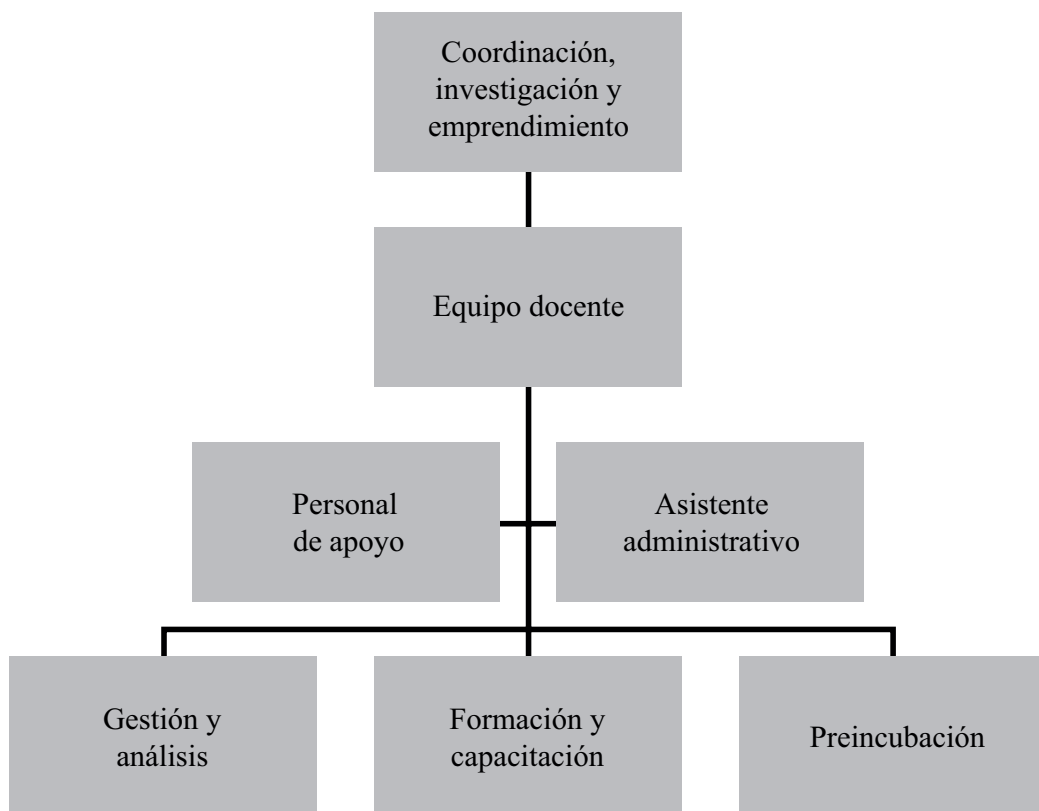 Coordinación,
investigación y
emprendimiento
Equipo docente
Personal
de apoyo
Asistente
administrativo
Gestión y
análisis
Formación y
capacitación
Preincubación